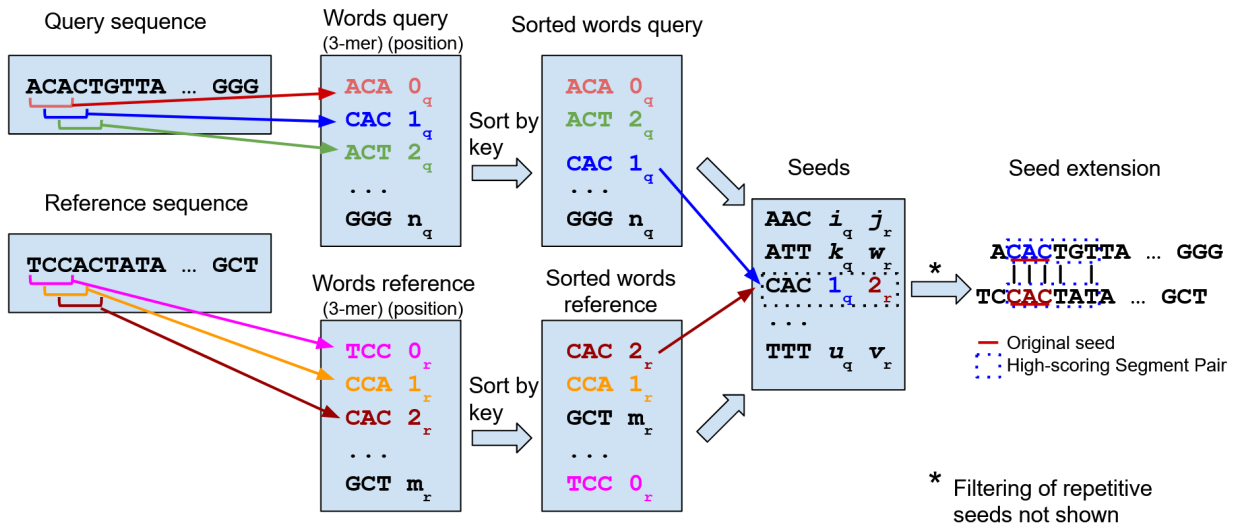 Query sequence
ACACTGTTA ... GGG
Reference sequence
TCCACTATA ... GCT
Words query
(3-mer) (position)
ACA 0q
CAC 1q
ACT 2q
...
GGG nq
Words reference
(3-mer) (position)
TCC 0r
CCA 1r
CAC 2r
...
GCT mr
Sort by
key
Sort by
key
Sorted words query
ACA 0q
ACT 2q
CAC 1q
...
GGG nq
Sorted words
reference
CAC 2r
CCA 1r
GCT mr
...
TCC 0r
Seeds
AAC iq jr
ATT kq wr
CAC 1q 2r
...
TTT uq vr
*
Seed extension
ACACTGTTA ... GGG
TCCACTATA ... GCT
Original seed
High-scoring Segment Pair
* Filtering of repetitive
seeds not shown